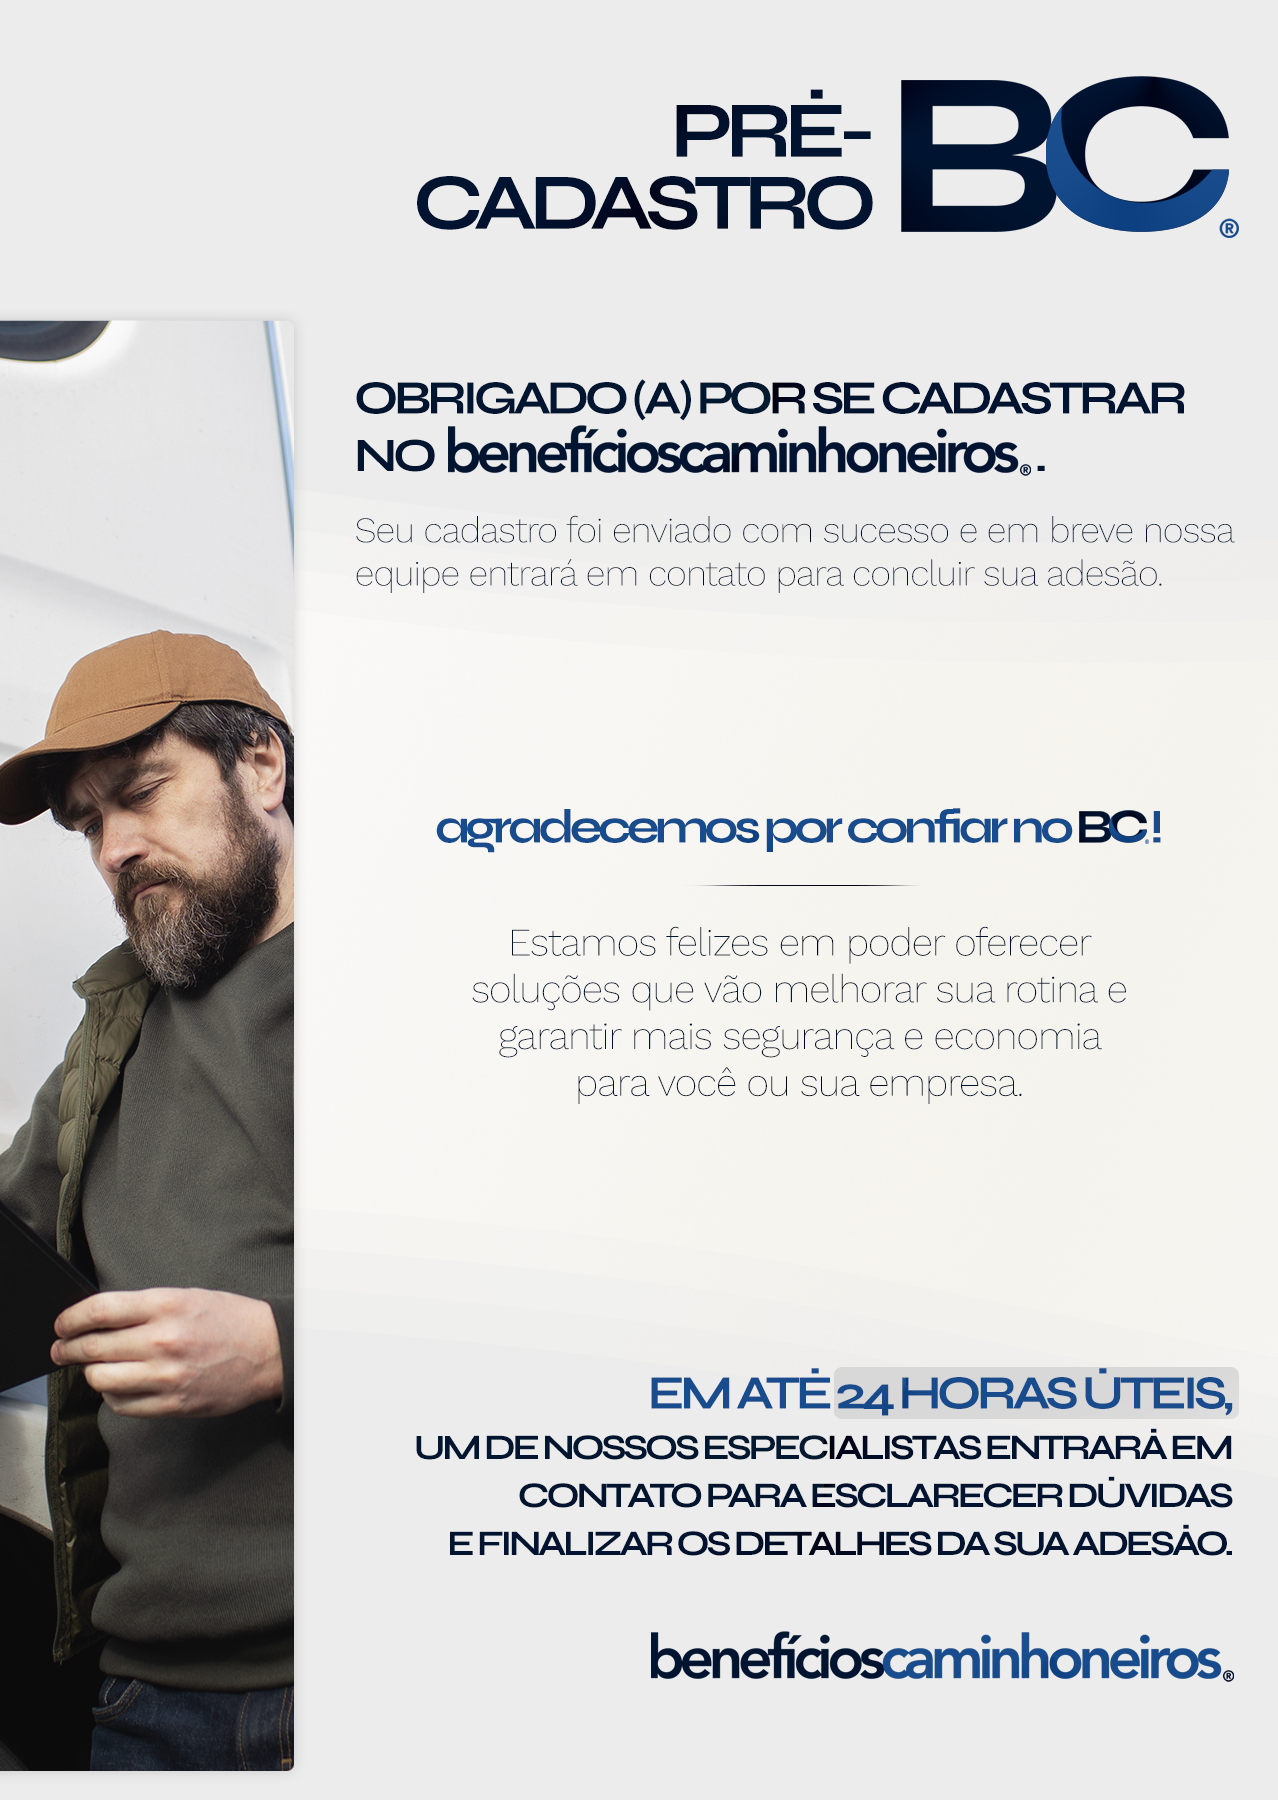 PRÉ-
CADASTRO BC®
OBRIGADO (A) POR SE CADASTRAR
NO benefícioscaminhoneiros®.
Seu cadastro foi enviado com sucesso e em breve nossa
equipe entrará em contato para concluir sua adesão.
agradecemos por confiar no BC®!
Estamos felizes em poder oferecer
soluções que vão melhorar sua rotina e
garantir mais segurança e economia
para você ou sua empresa.
EM ATÉ 24 HORAS ÚTEIS,
UM DE NOSSOS ESPECIALISTAS ENTRARÁ EM
CONTATO PARA ESCLARECER DÚVIDAS
E FINALIZAR OS DETALHES DA SUA ADESÃO.
benefícioscaminhoneiros®